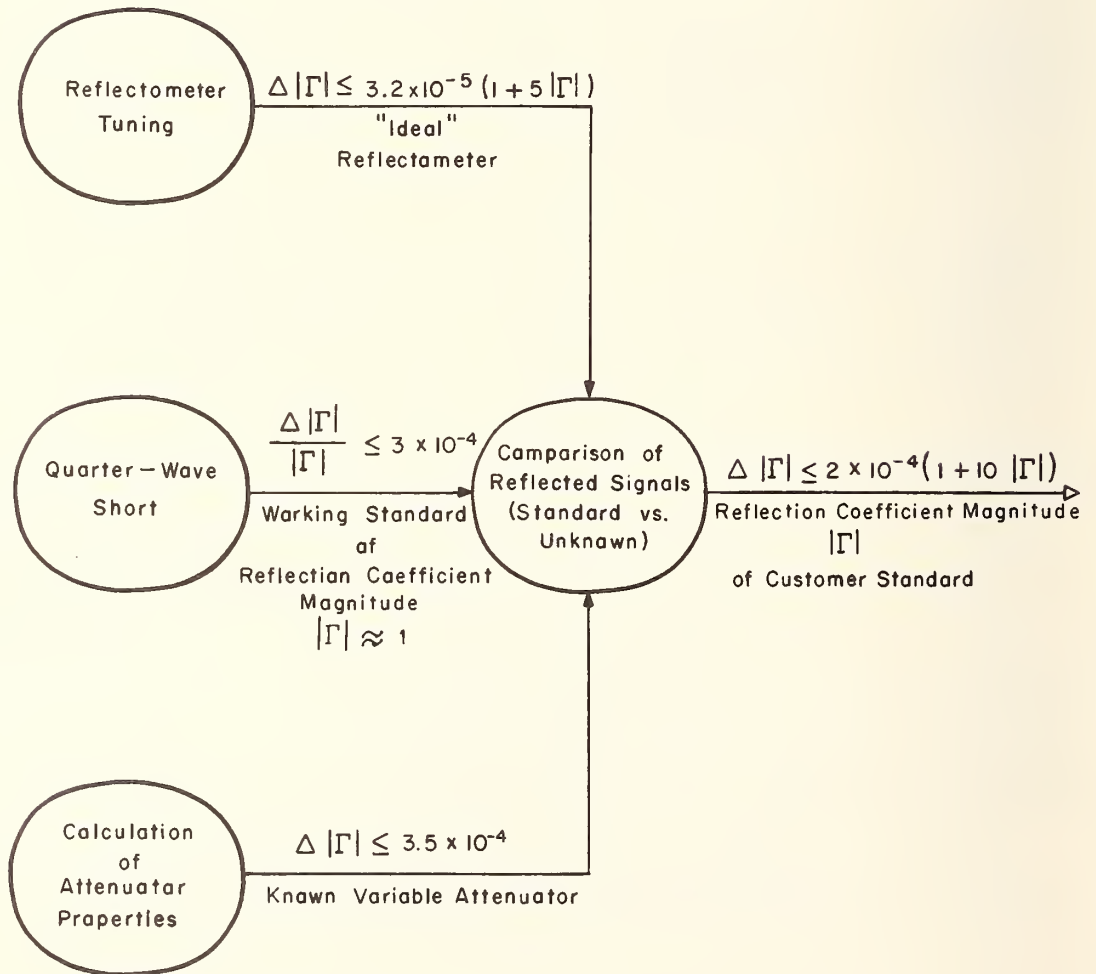 Reflectometer
Tuning
Δ |Γ| ≤ 3.2 × 10⁻⁵ (1 + 5 |Γ|)
"Ideal"
Reflectameter
Quarter–Wave
Short
Δ |Γ| / |Γ| ≤ 3 × 10⁻⁴
Warking Standard
af
Reflectian Caefficient
Magnitude
|Γ| ≈ 1
Camparison of
Reflected Signals
(Standard vs.
Unknawn)
Δ |Γ| ≤ 2 × 10⁻⁴ (1 + 10 |Γ|)
Reflection Coefficient Magnitude
|Γ|
of Customer Standard
Calculation
of
Attenuatar
Praperties
Δ |Γ| ≤ 3.5 × 10⁻⁴
Knawn Variable Attenuator